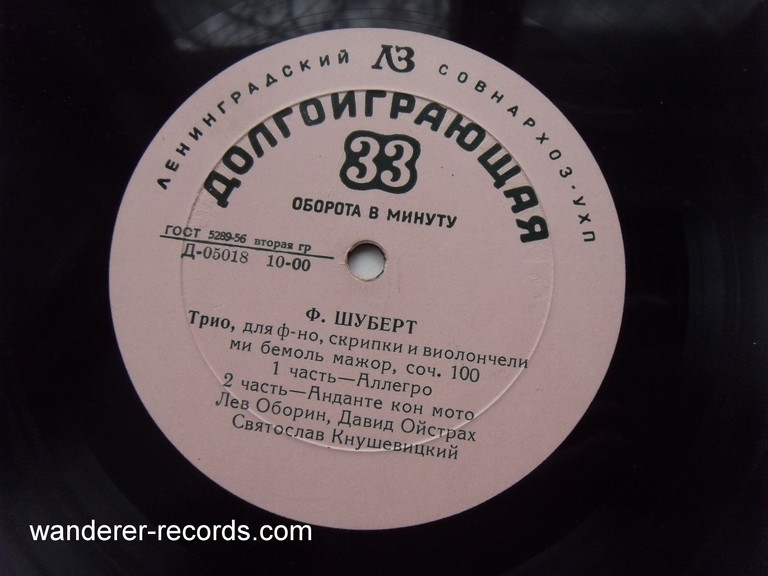 ЛЕНИНГРАДСКИЙ ЛЗ СОВНАРХОЗ·УХП
ДОЛГОИГРАЮЩАЯ
33
ОБОРОТА В МИНУТУ
ГОСТ 5289-56 вторая гр
Д-05018 10-00
Ф. ШУБЕРТ
Трио, для ф-но, скрипки и виолончели
ми бемоль мажор, соч. 100
1 часть—Аллегро
2 часть—Анданте кон мото
Лев Оборин, Давид Ойстрах
Святослав Кнушевицкий
wanderer-records.com